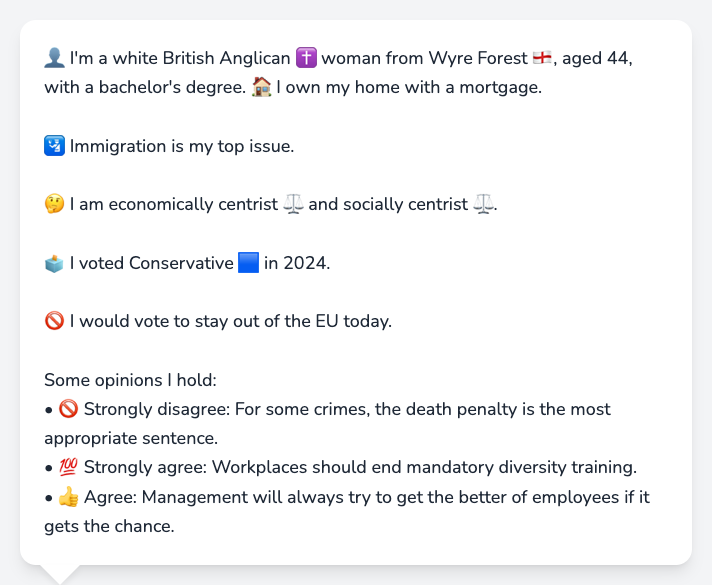 👤 I'm a white British Anglican ✝️ woman from Wyre Forest 🏴󠁧󠁢󠁥󠁮󠁧󠁿, aged 44,
with a bachelor's degree. 🏠 I own my home with a mortgage.
🛂 Immigration is my top issue.
🤔 I am economically centrist ⚖️ and socially centrist ⚖️.
🗳️ I voted Conservative 🟦 in 2024.
🚫 I would vote to stay out of the EU today.
Some opinions I hold:
• 🚫 Strongly disagree: For some crimes, the death penalty is the most
appropriate sentence.
• 💯 Strongly agree: Workplaces should end mandatory diversity training.
• 👍 Agree: Management will always try to get the better of employees if it
gets the chance.